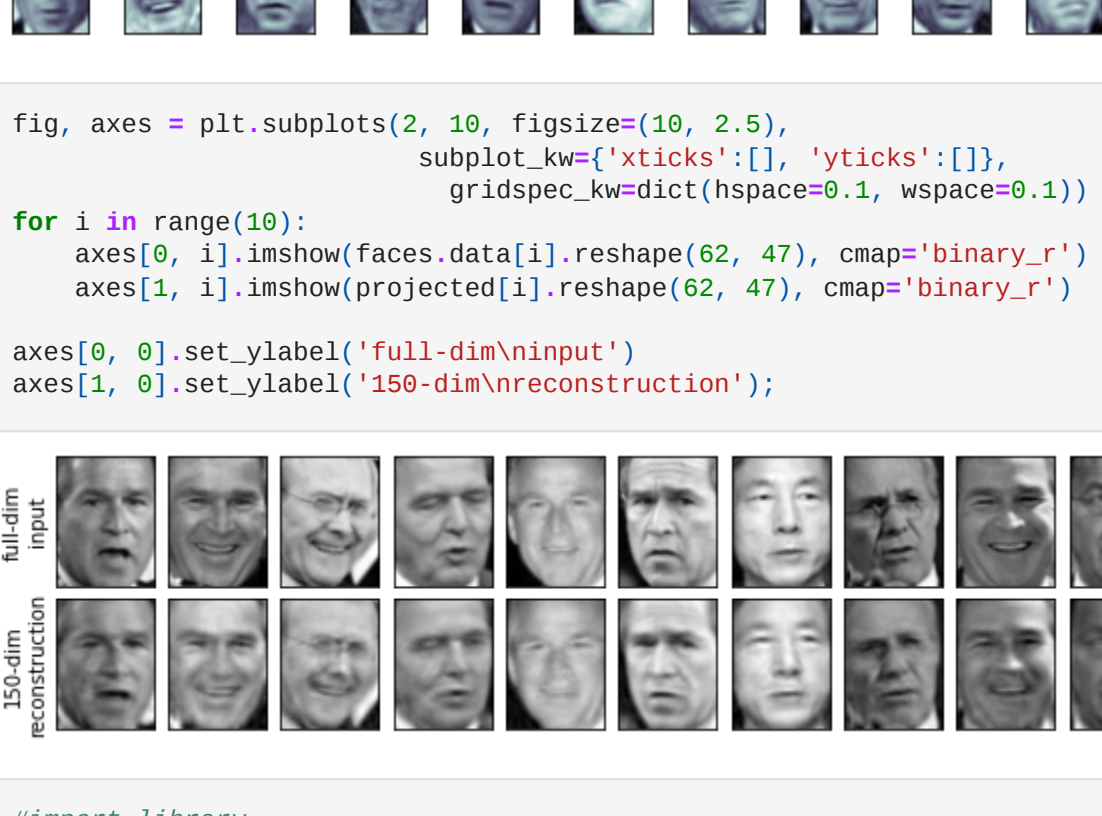 fig, axes = plt.subplots(2, 10, figsize=(10, 2.5),
                          subplot_kw={'xticks':[], 'yticks':[]},
                            gridspec_kw=dict(hspace=0.1, wspace=0.1))
for i in range(10):
    axes[0, i].imshow(faces.data[i].reshape(62, 47), cmap='binary_r')
    axes[1, i].imshow(projected[i].reshape(62, 47), cmap='binary_r')

axes[0, 0].set_ylabel('full-dim\ninput')
axes[1, 0].set_ylabel('150-dim\nreconstruction');
full-dim
input
150-dim
reconstruction
#import library